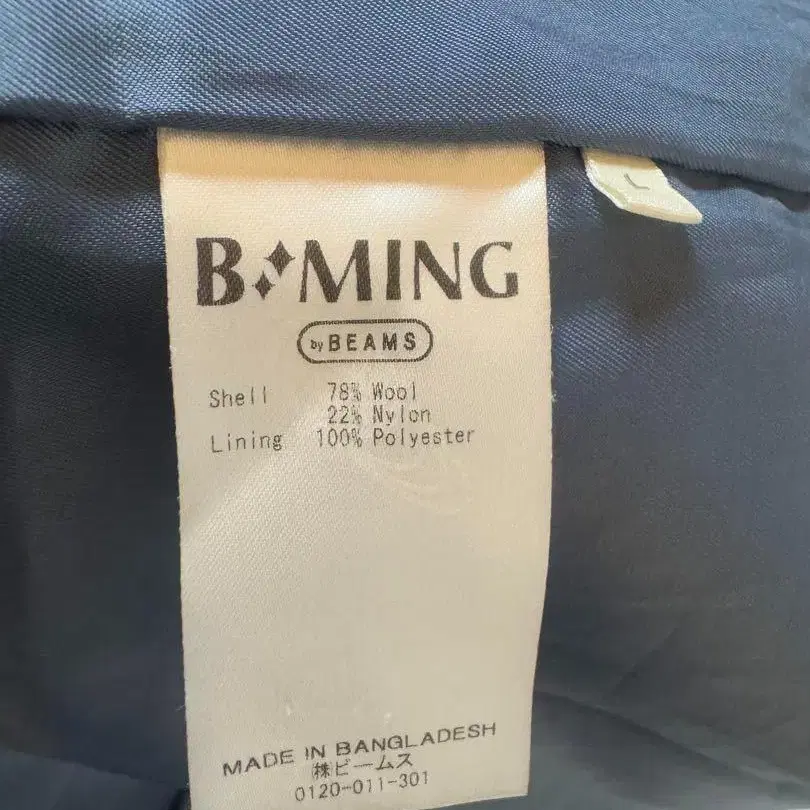 B MING
by BEAMS
Shell 78% Wool
22% Nylon
Lining 100% Polyester
MADE IN BANGLADESH
㈱ビームス
0120-011-301
L